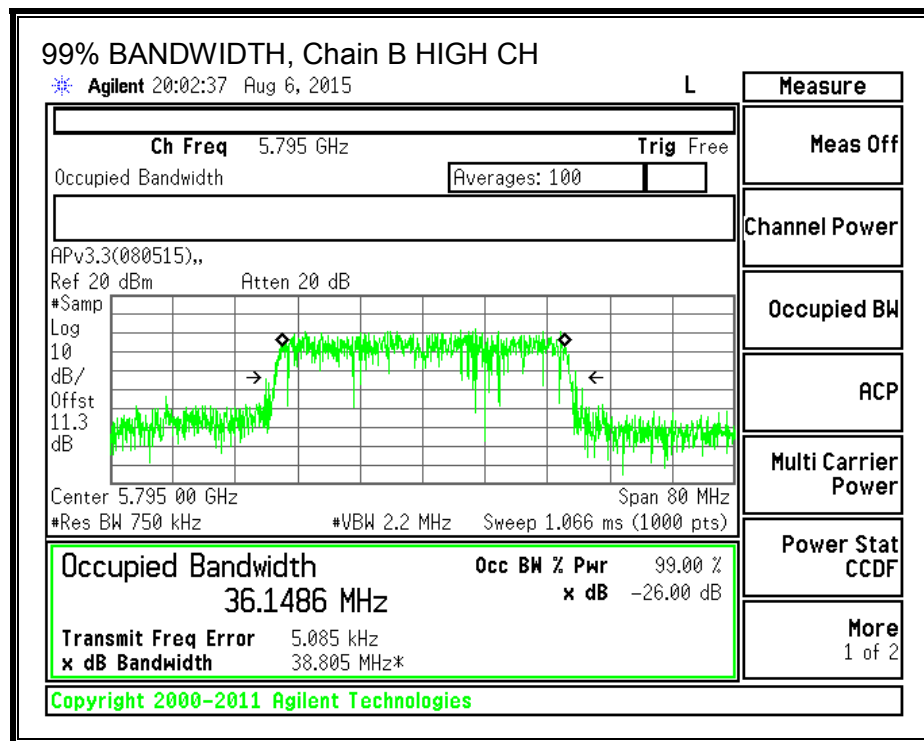 99% BANDWIDTH, Chain B HIGH CH
Agilent 20:02:37 Aug 6, 2015 L
Measure
Ch Freq 5.795 GHz Trig Free
Meas Off
Occupied Bandwidth Averages: 100
Channel Power
APv3.3(080515),,
Ref 20 dBm Atten 20 dB
#Samp
Log
10
dB/
Offst
11.3
dB
Occupied BW
ACP
Multi Carrier
Power
Center 5.795 00 GHz Span 80 MHz
#Res BW 750 kHz #VBW 2.2 MHz Sweep 1.066 ms (1000 pts)
Power Stat
CCDF
Occupied Bandwidth Occ BW % Pwr 99.00 %
36.1486 MHz x dB -26.00 dB
Transmit Freq Error 5.085 kHz
x dB Bandwidth 38.805 MHz*
More
1 of 2
Copyright 2000-2011 Agilent Technologies